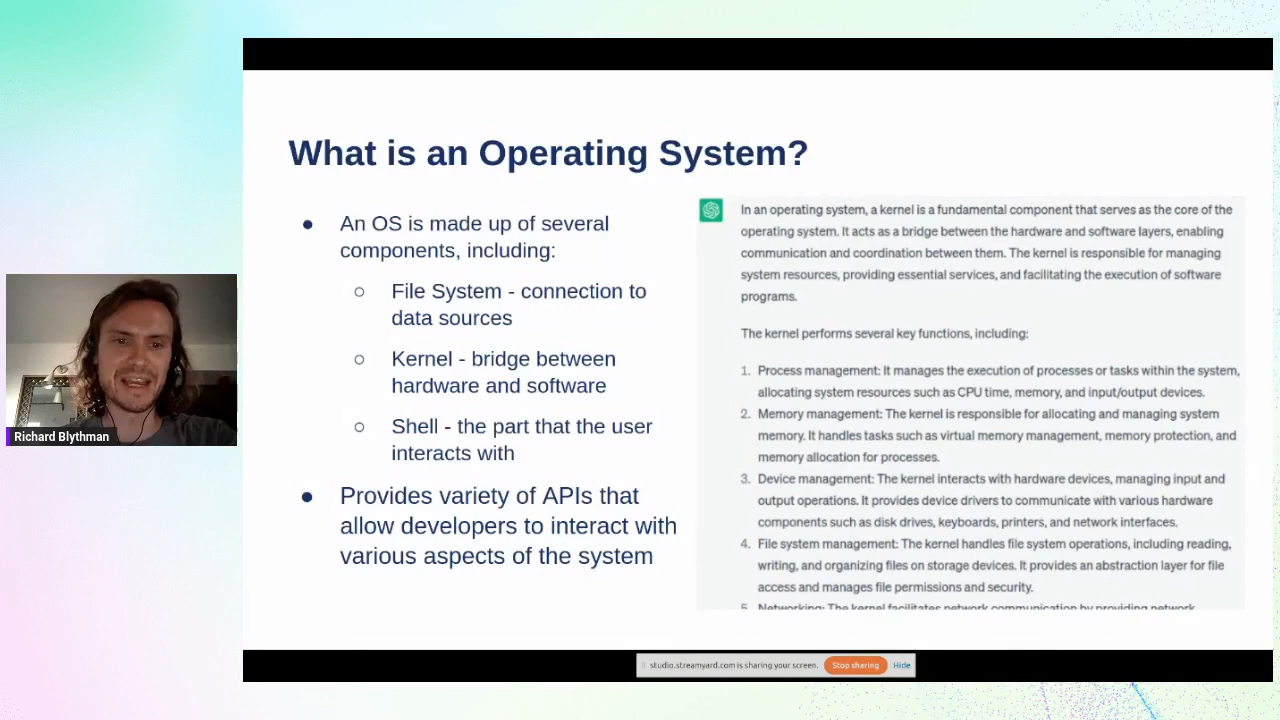 What is an Operating System?
● An OS is made up of several
components, including:
○ File System - connection to
data sources
○ Kernel - bridge between
hardware and software
○ Shell - the part that the user
interacts with
● Provides variety of APIs that
allow developers to interact with
various aspects of the system
In an operating system, a kernel is a fundamental component that serves as the core of the
operating system. It acts as a bridge between the hardware and software layers, enabling
communication and coordination between them. The kernel is responsible for managing
system resources, providing essential services, and facilitating the execution of software
programs.
The kernel performs several key functions, including:
1. Process management: It manages the execution of processes or tasks within the system,
allocating system resources such as CPU time, memory, and input/output devices.
2. Memory management: The kernel is responsible for allocating and managing system
memory. It handles tasks such as virtual memory management, memory protection, and
memory allocation for processes.
3. Device management: The kernel interacts with hardware devices, managing input and
output operations. It provides device drivers to communicate with various hardware
components such as disk drives, keyboards, printers, and network interfaces.
4. File system management: The kernel handles file system operations, including reading,
writing, and organizing files on storage devices. It provides an abstraction layer for file
access and manages file permissions and security.
5. Networking: The kernel facilitates network communication by providing network
Richard Blythman
studio.streamyard.com is sharing your screen. Stop sharing Hide